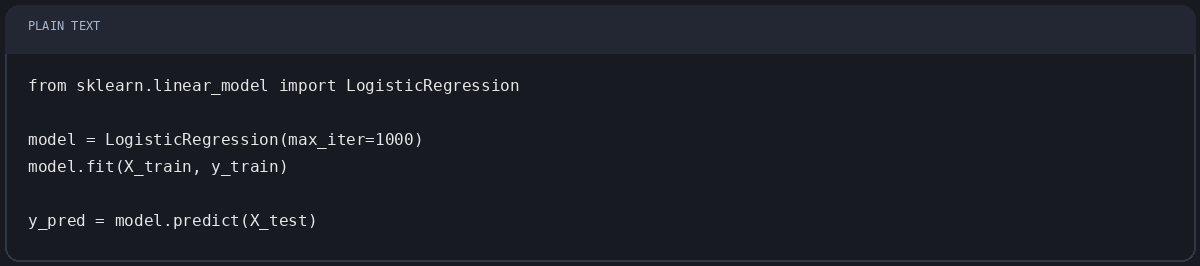 PLAIN TEXT
from sklearn.linear_model import LogisticRegression
model = LogisticRegression(max_iter=1000)
model.fit(X_train, y_train)
y_pred = model.predict(X_test)